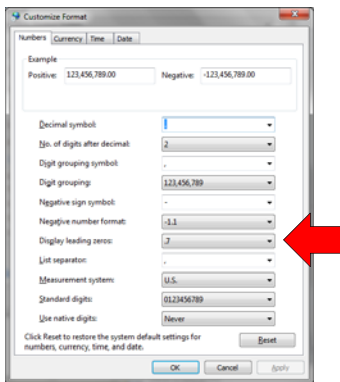 Customize Format
Numbers Currency Time Date
Example
Positive: 123,456,789.00 Negative: -123,456,789.00
Decimal symbol:
No. of digits after decimal: 2
Digit grouping symbol: ,
Digit grouping: 123,456,789
Negative sign symbol: -
Negative number format: -1.1
Display leading zeros: .7
List separator: ,
Measurement system: U.S.
Standard digits: 0123456789
Use native digits: Never
Click Reset to restore the system default settings for
numbers, currency, time, and date. Reset
OK Cancel Apply